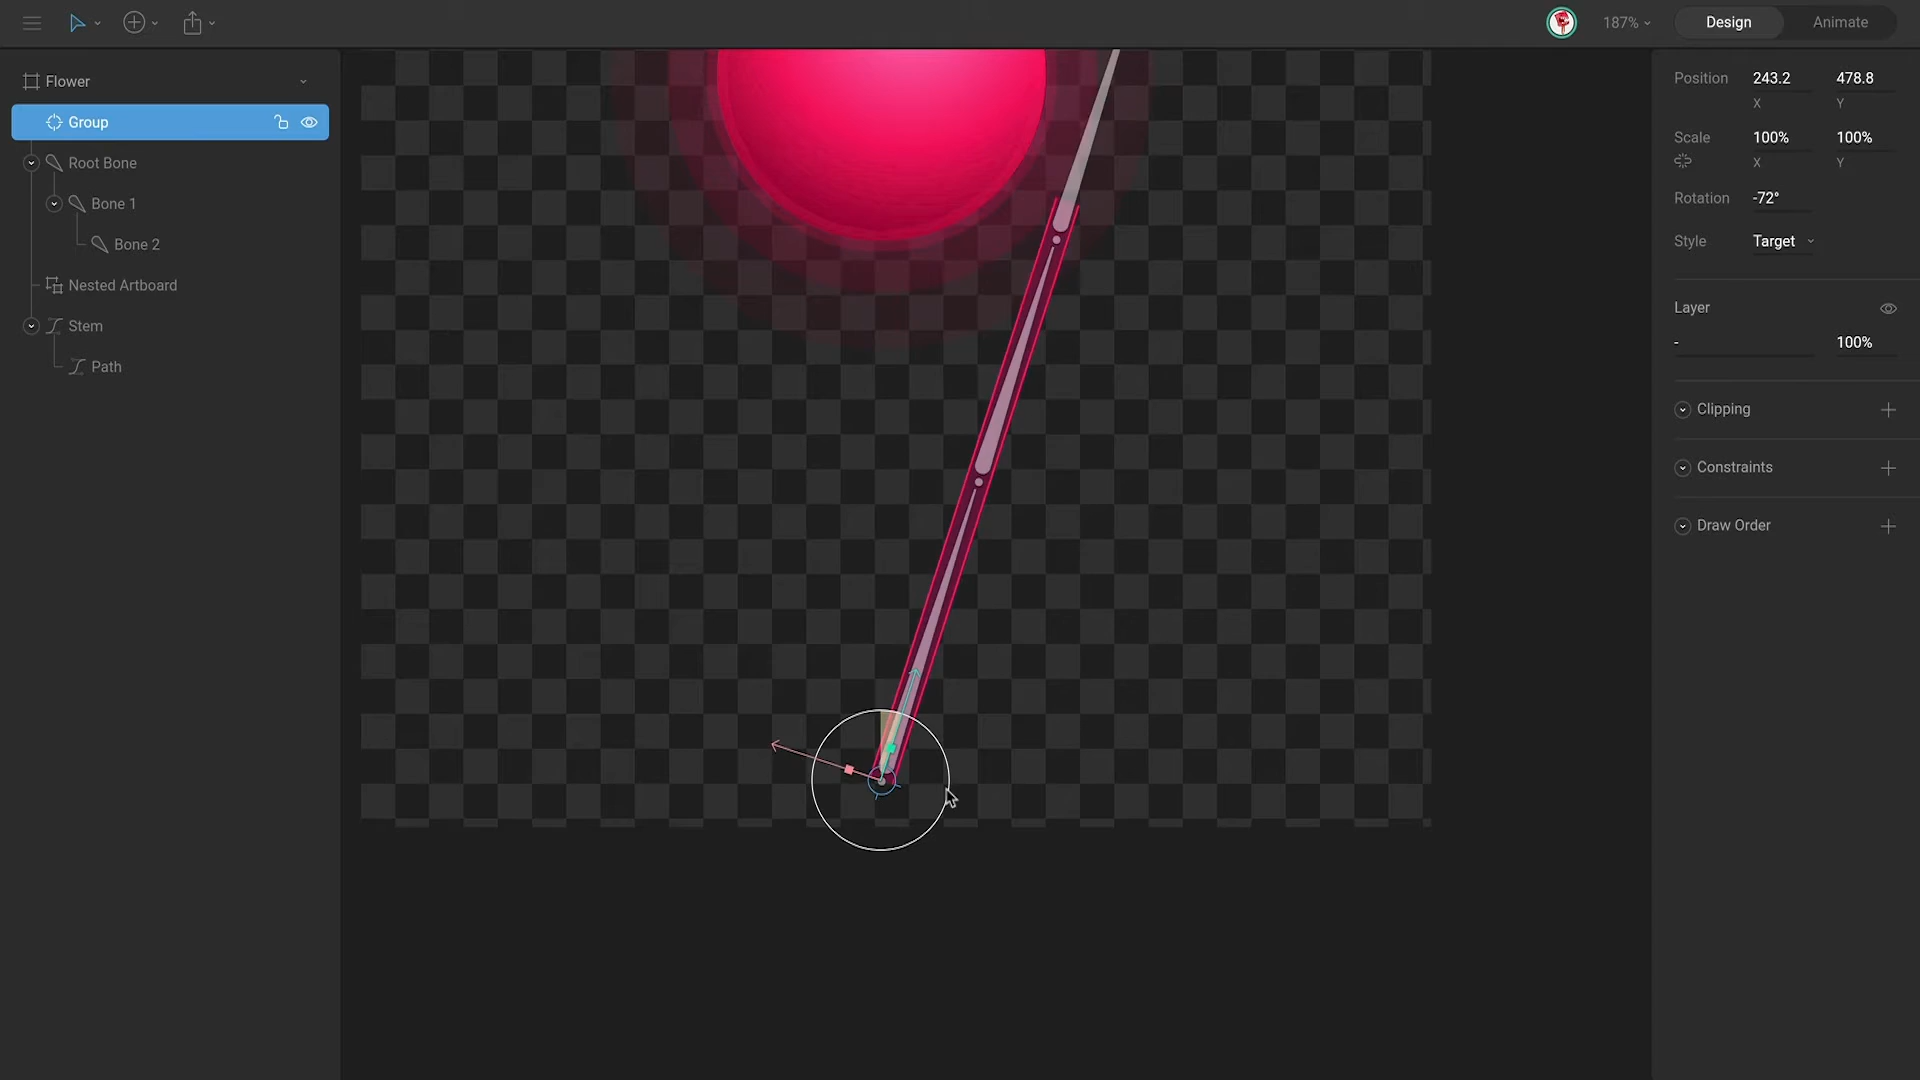 187%
Design
Animate
Flower
Group
Root Bone
Bone 1
Bone 2
Nested Artboard
Stem
Path
Position 243.2 478.8
X Y
Scale 100% 100%
X Y
Rotation -72°
Style Target
Layer
- 100%
Clipping
Constraints
Draw Order